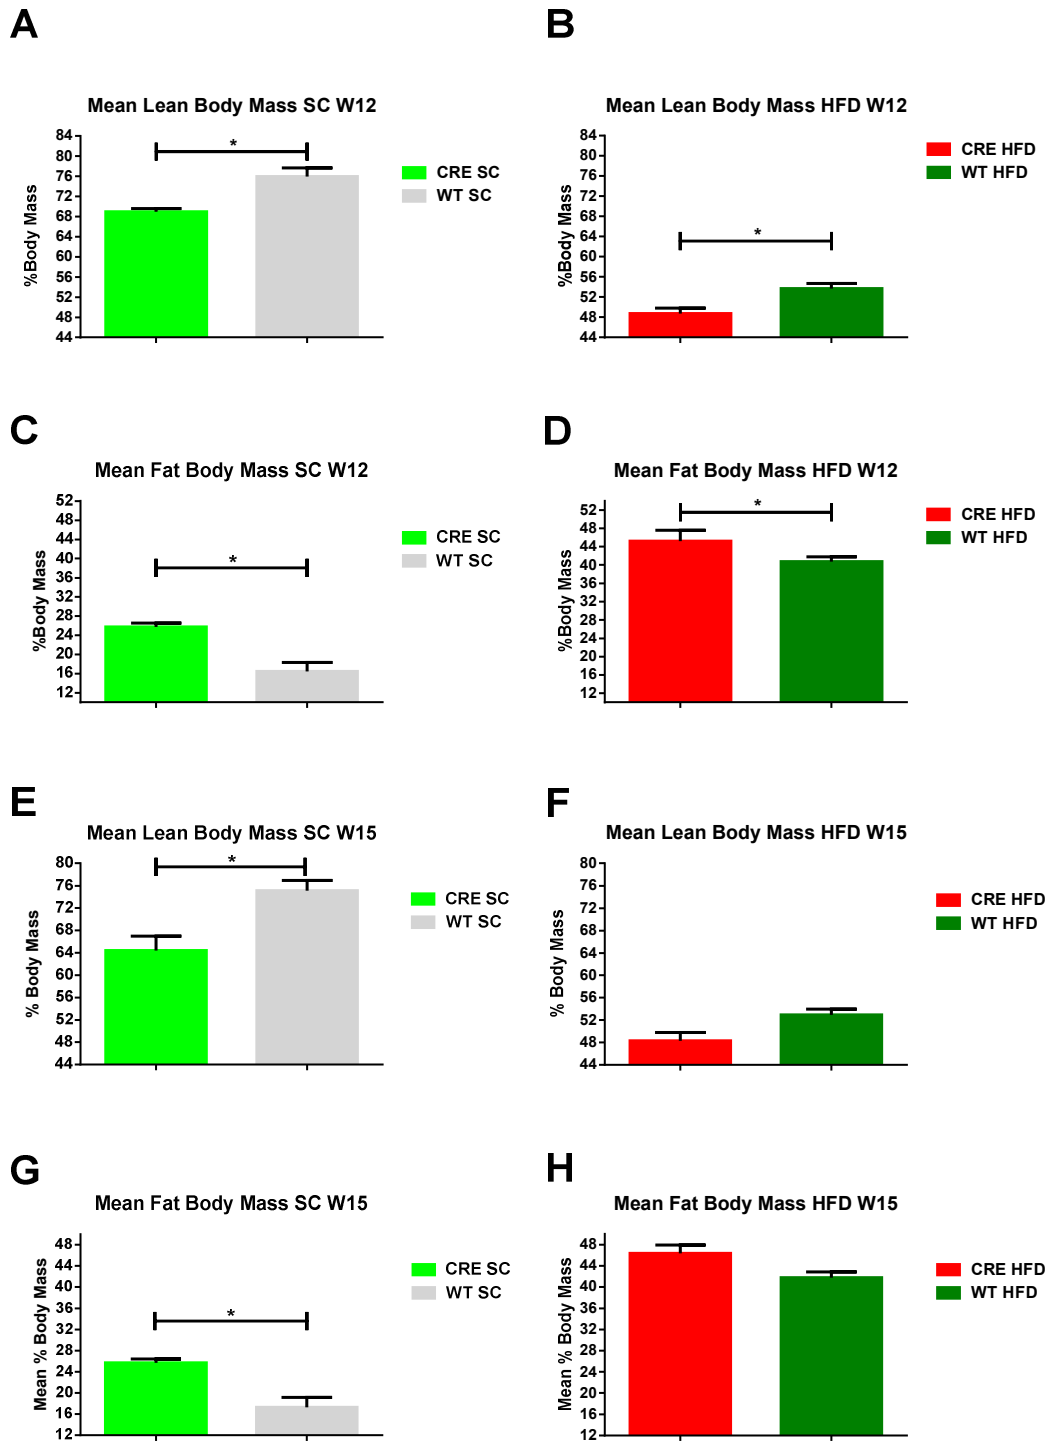 A
Mean Lean Body Mass SC W12
%Body Mass
84
80
76
72
68
64
60
56
52
48
44
*
CRE SC
WT SC
B
Mean Lean Body Mass HFD W12
%Body Mass
84
80
76
72
68
64
60
56
52
48
44
*
CRE HFD
WT HFD
C
Mean Fat Body Mass SC W12
%Body Mass
52
48
44
40
36
32
28
24
20
16
12
*
CRE SC
WT SC
D
Mean Fat Body Mass HFD W12
%Body Mass
52
48
44
40
36
32
28
24
20
16
12
*
CRE HFD
WT HFD
E
Mean Lean Body Mass SC W15
% Body Mass
80
76
72
68
64
60
56
52
48
44
*
CRE SC
WT SC
F
Mean Lean Body Mass HFD W15
% Body Mass
80
76
72
68
64
60
56
52
48
44
CRE HFD
WT HFD
G
Mean Fat Body Mass SC W15
Mean % Body Mass
48
44
40
36
32
28
24
20
16
12
*
CRE SC
WT SC
H
Mean Fat Body Mass HFD W15
Mean % Body Mass
48
44
40
36
32
28
24
20
16
12
CRE HFD
WT HFD